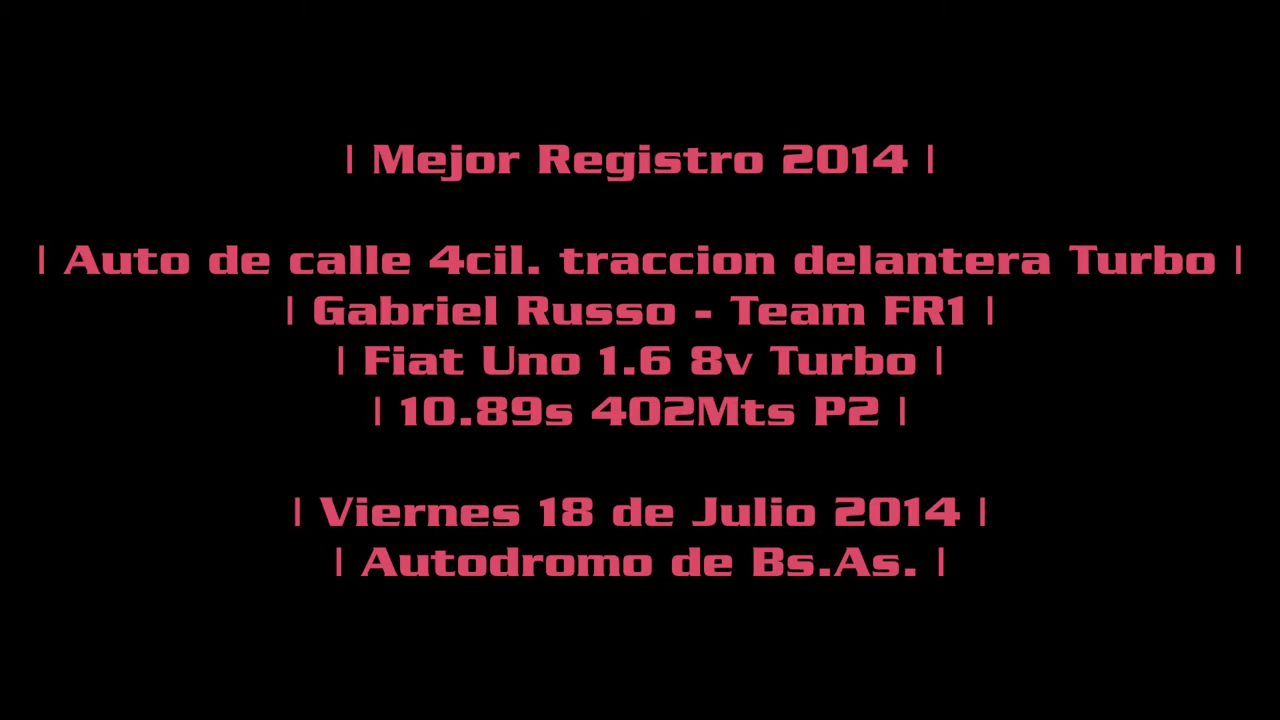 | Mejor Registro 2014 |
| Auto de calle 4cil. traccion delantera Turbo |
| Gabriel Russo - Team FR1 |
| Fiat Uno 1.6 8v Turbo |
| 10.89s 402Mts P2 |
| Viernes 18 de Julio 2014 |
| Autodromo de Bs.As. |